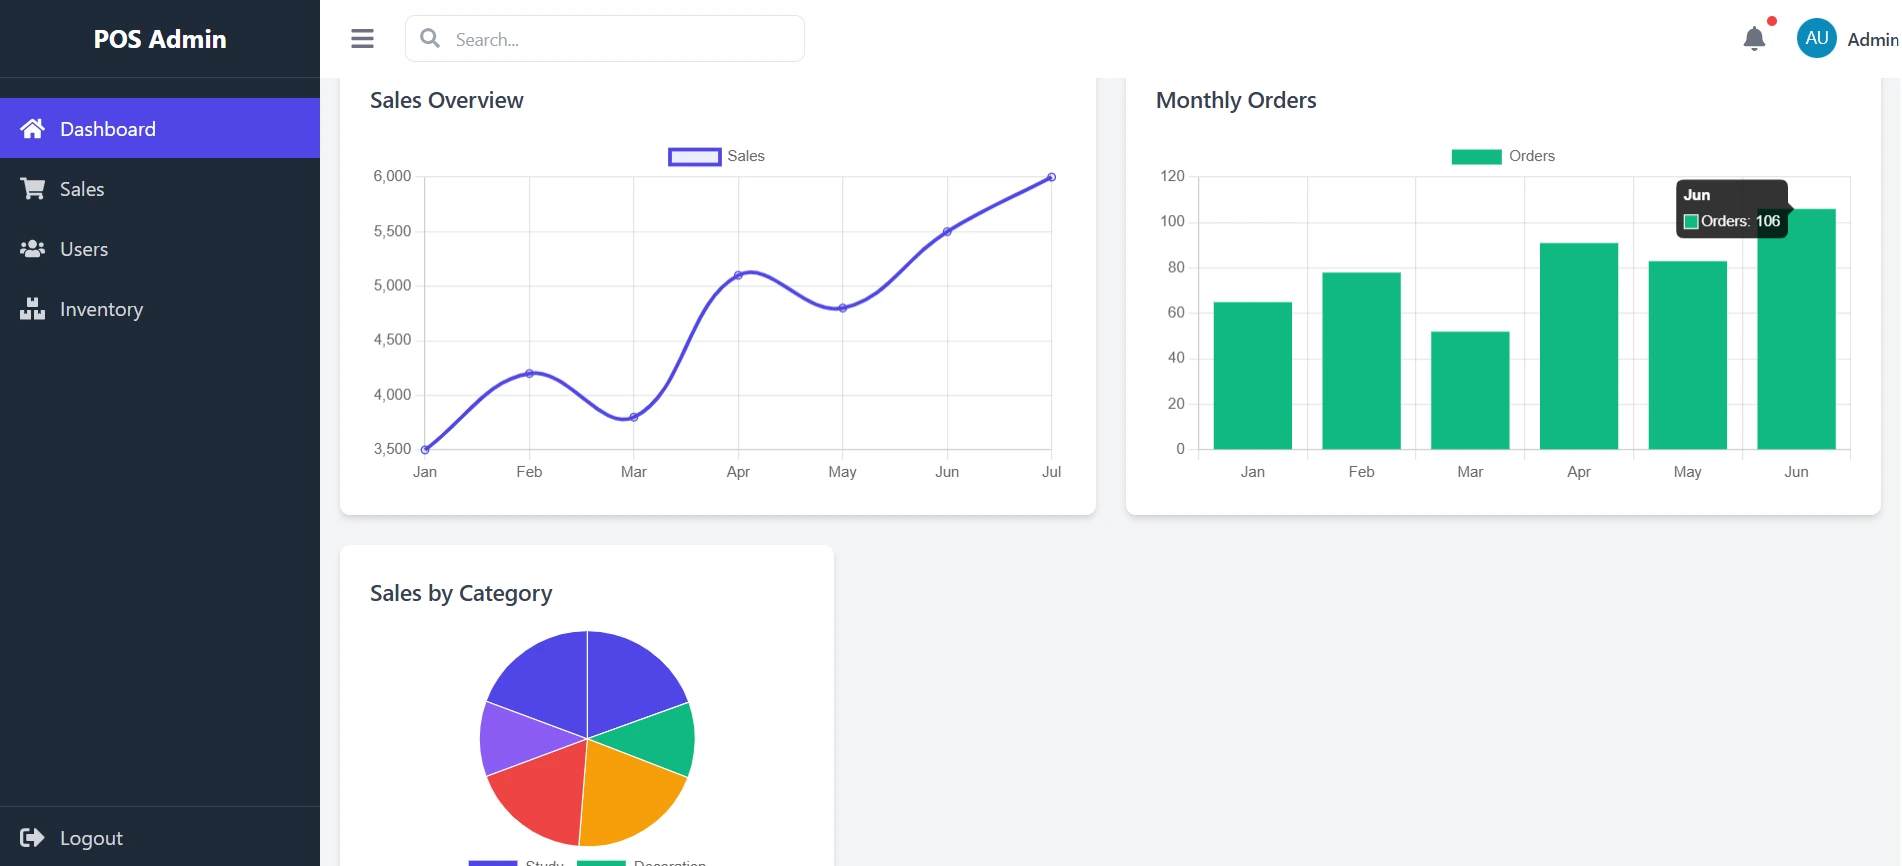 POS Admin
Search...
AU
Admin
Dashboard
Sales
Users
Inventory
Logout
Sales Overview
Sales
6,000
5,500
5,000
4,500
4,000
3,500
Jan Feb Mar Apr May Jun Jul
Monthly Orders
Orders
120
100
80
60
40
20
0
Jun
Orders: 106
Jan Feb Mar Apr May Jun
Sales by Category
Study Decoration